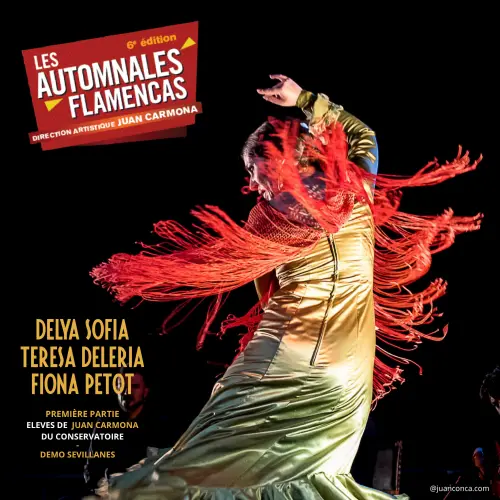 6e édition
LES
AUTOMNALES
FLAMENCAS
DIRECTION ARTISTIQUE JUAN CARMONA
DELYA SOFIA
TERESA DELERIA
FIONA PETOT
PREMIÈRE PARTIE
ELEVES DE JUAN CARMONA
DU CONSERVATOIRE
DEMO SEVILLANES
@juanconca.com